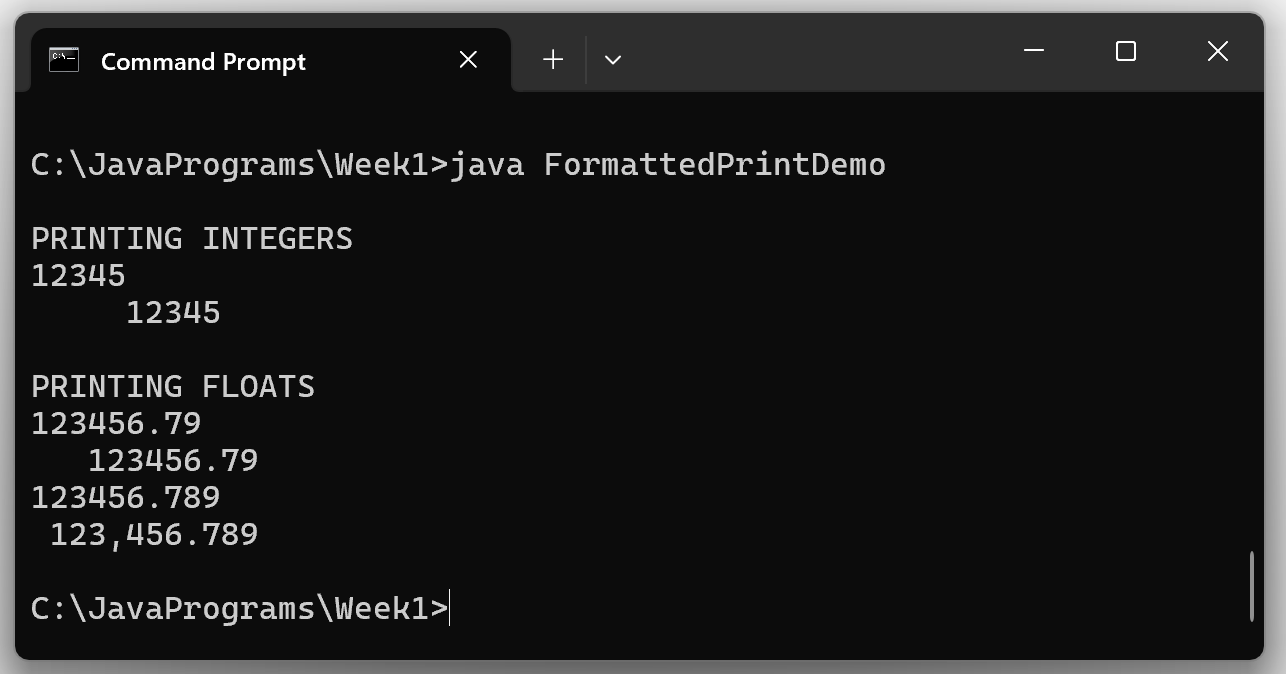 Command Prompt
C:\JavaPrograms\Week1>java FormattedPrintDemo
PRINTING INTEGERS
12345
     12345
PRINTING FLOATS
123456.79
   123456.79
123456.789
 123,456.789
C:\JavaPrograms\Week1>